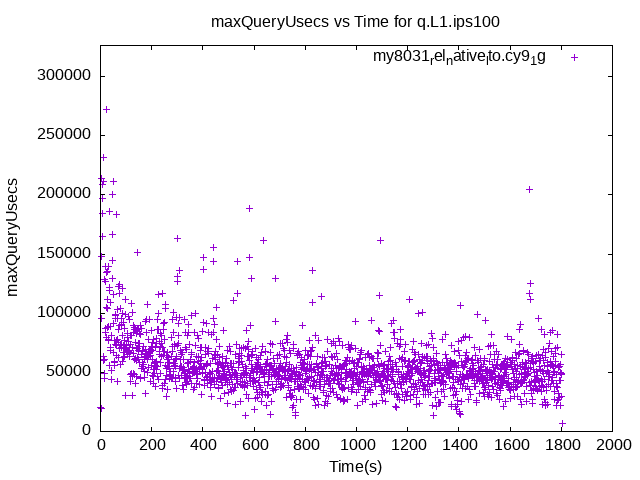 maxQueryUsecs vs Time for q.L1.ips100
my8031relnativelto.cy91g
maxQueryUsecs
300000
250000
200000
150000
100000
50000
0
0 200 400 600 800 1000 1200 1400 1600 1800 2000
Time(s)